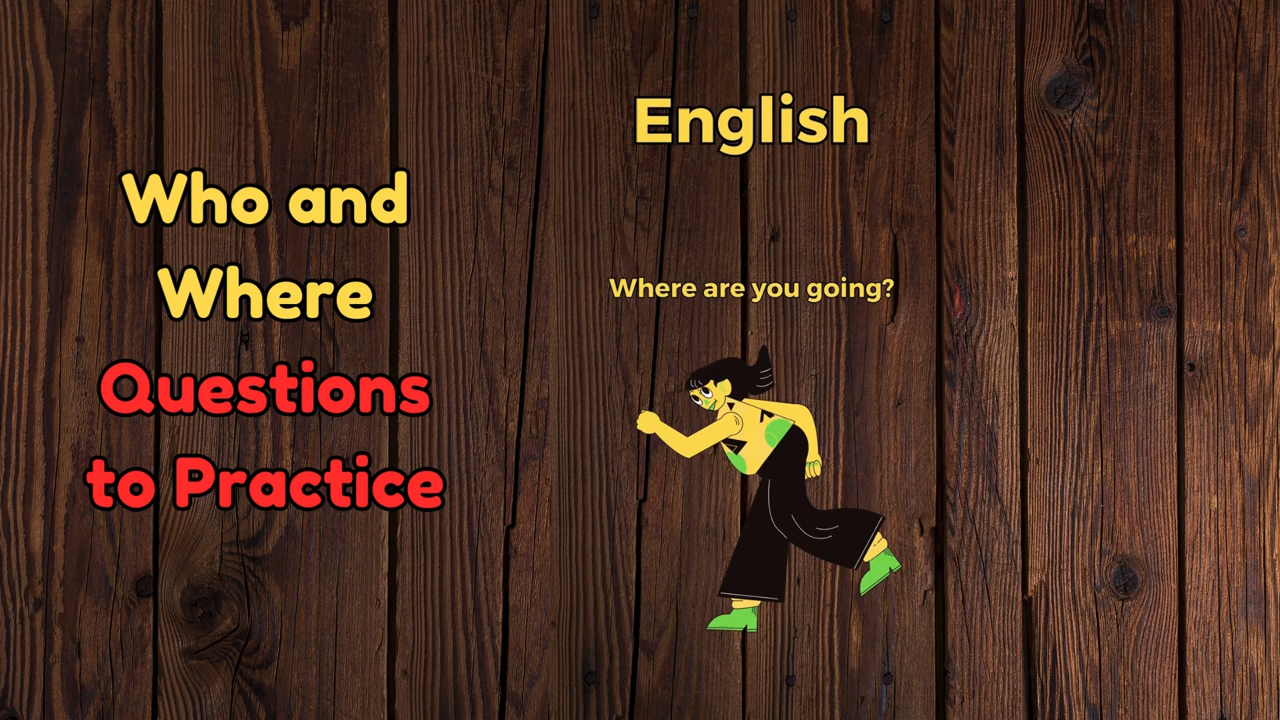 Who and
Where
Questions
to Practice
English
Where are you going?